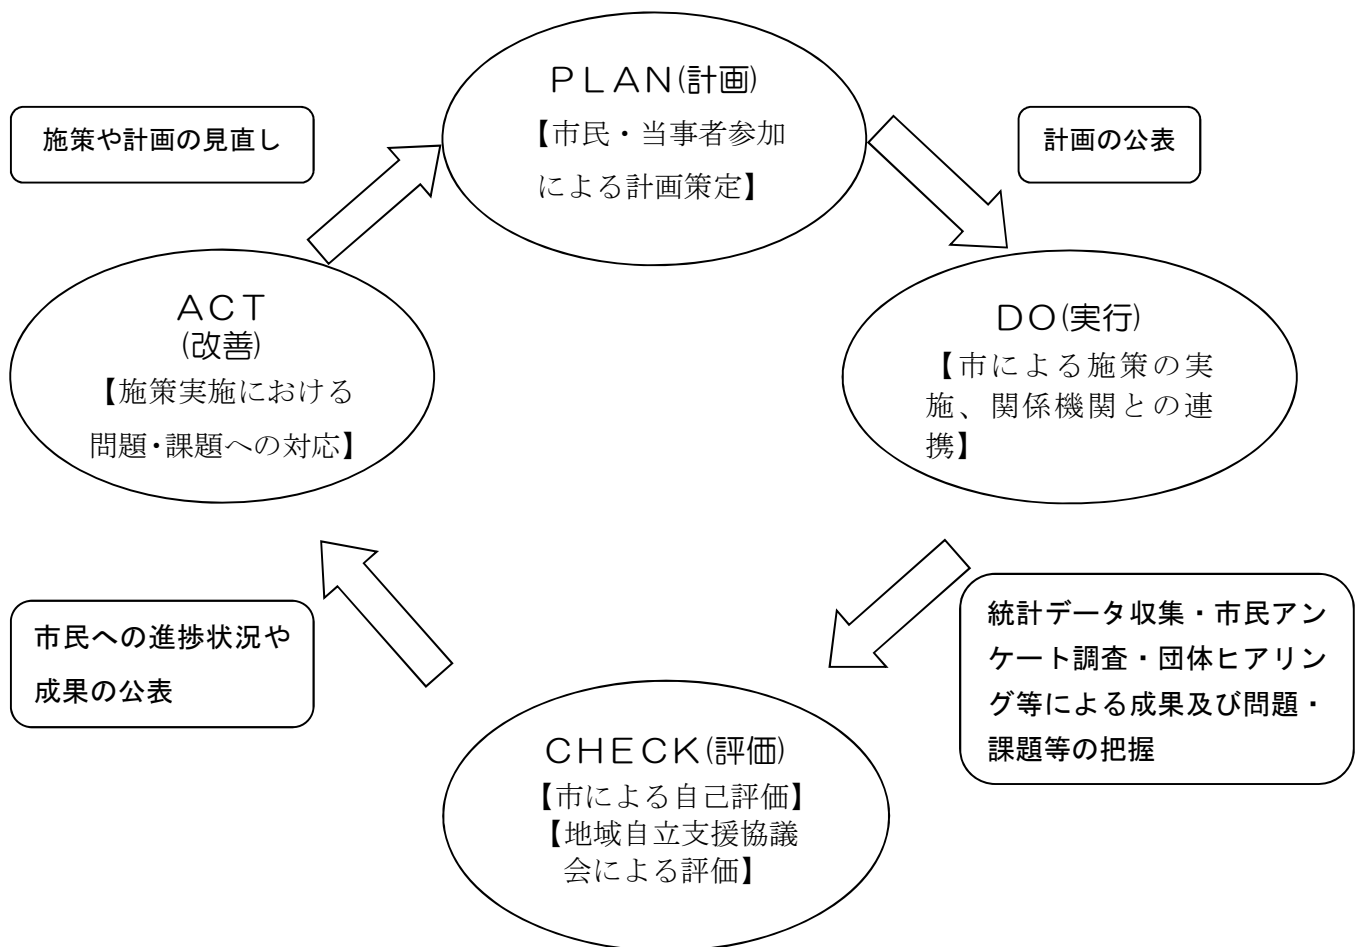 PLAN(計画)
【市民・当事者参加
による計画策定】
施策や計画の見直し
計画の公表
ACT
(改善)
【施策実施における
問題・課題への対応】
DO(実行)
【市による施策の実
施、関係機関との連
携】
市民への進捗状況や
成果の公表
統計データ収集・市民アン
ケート調査・団体ヒアリン
グ等による成果及び問題・
課題等の把握
CHECK(評価)
【市による自己評価】
【地域自立支援協議
会による評価】